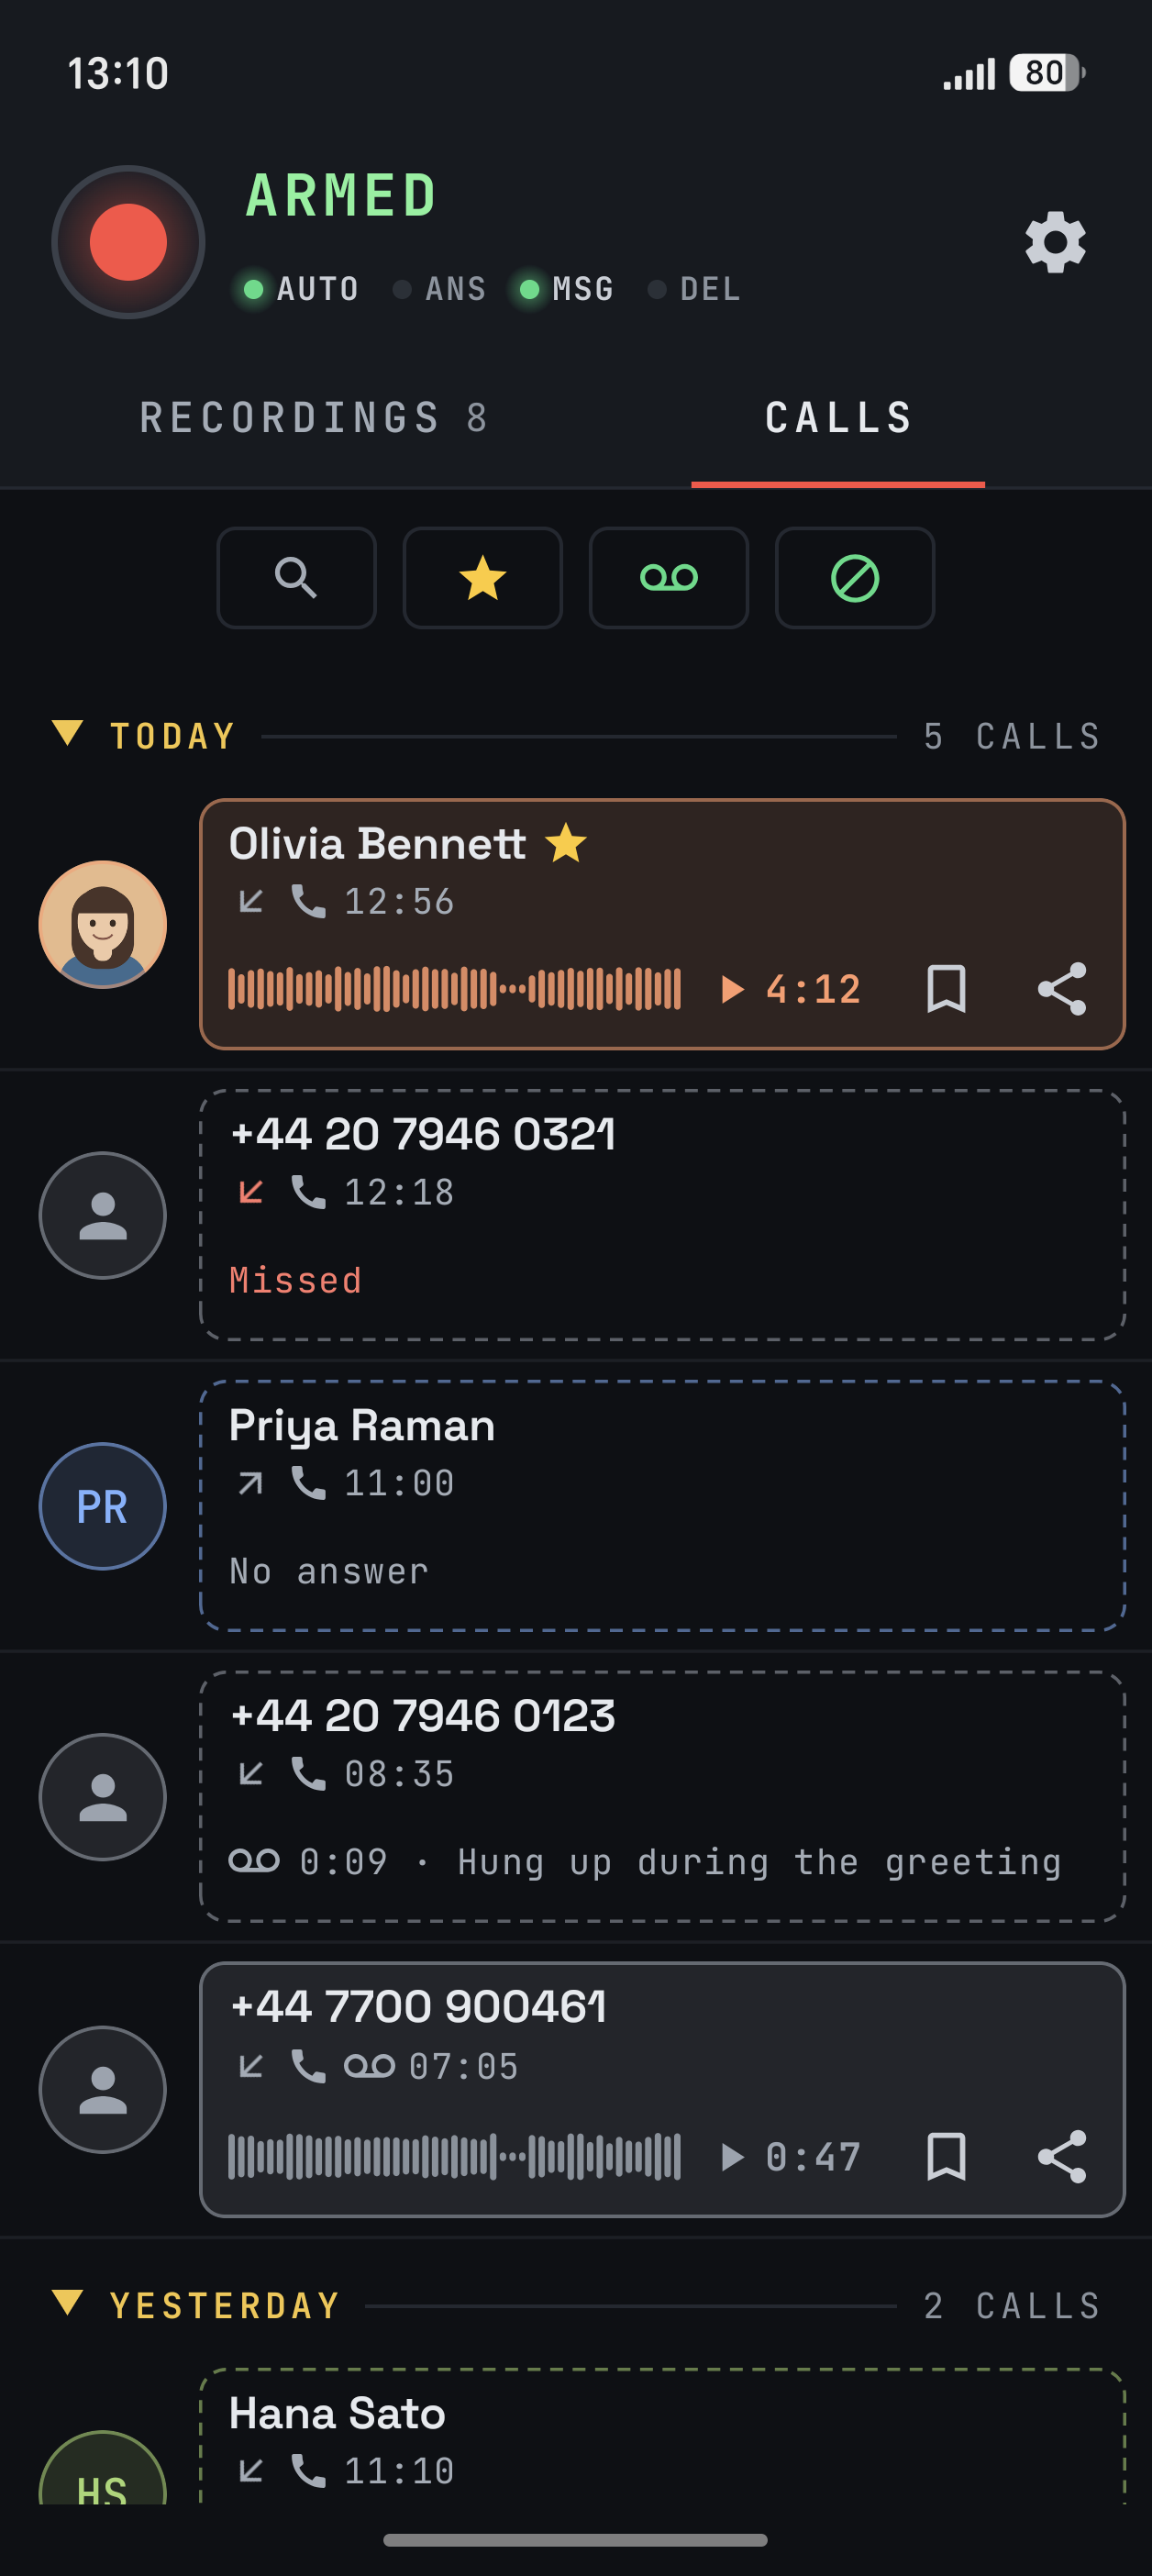 13:10
80
ARMED
AUTO ANS MSG DEL
RECORDINGS 8 CALLS
TODAY 5 CALLS
Olivia Bennett
12:56
4:12
+44 20 7946 0321
12:18
Missed
PR
Priya Raman
11:00
No answer
+44 20 7946 0123
08:35
0:09 · Hung up during the greeting
+44 7700 900461
07:05
0:47
YESTERDAY 2 CALLS
HS
Hana Sato
11:10